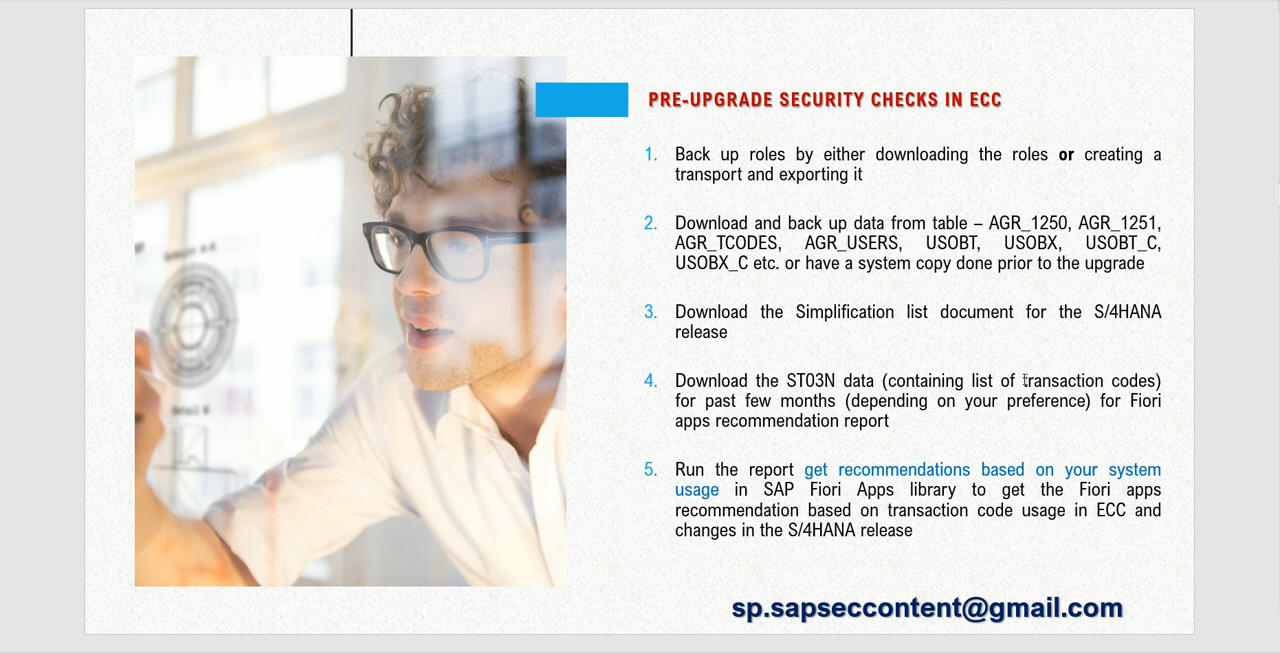 PRE-UPGRADE SECURITY CHECKS IN ECC
1. Back up roles by either downloading the roles or creating a
transport and exporting it
2. Download and back up data from table – AGR_1250, AGR_1251,
AGR_TCODES, AGR_USERS, USOBT, USOBX, USOBT_C,
USOBX_C etc. or have a system copy done prior to the upgrade
3. Download the Simplification list document for the S/4HANA
release
4. Download the ST03N data (containing list of transaction codes)
for past few months (depending on your preference) for Fiori
apps recommendation report
5. Run the report get recommendations based on your system
usage in SAP Fiori Apps library to get the Fiori apps
recommendation based on transaction code usage in ECC and
changes in the S/4HANA release
sp.sapseccontent@gmail.com